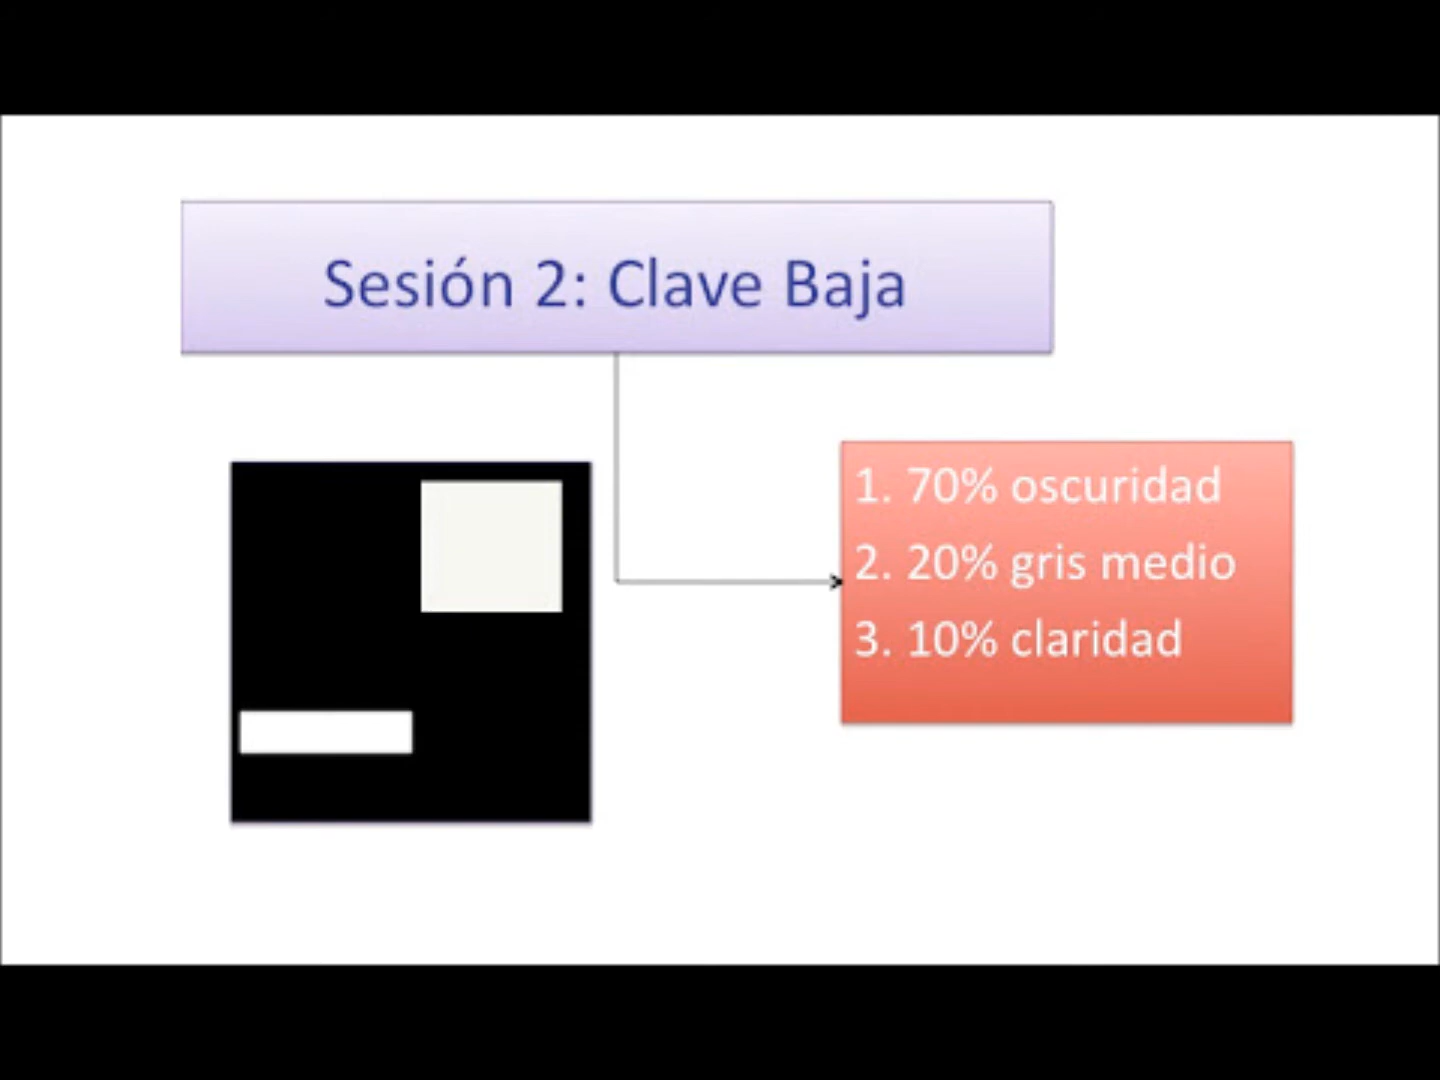 Sesión 2: Clave Baja
1. 70% oscuridad
2. 20% gris medio
3. 10% claridad